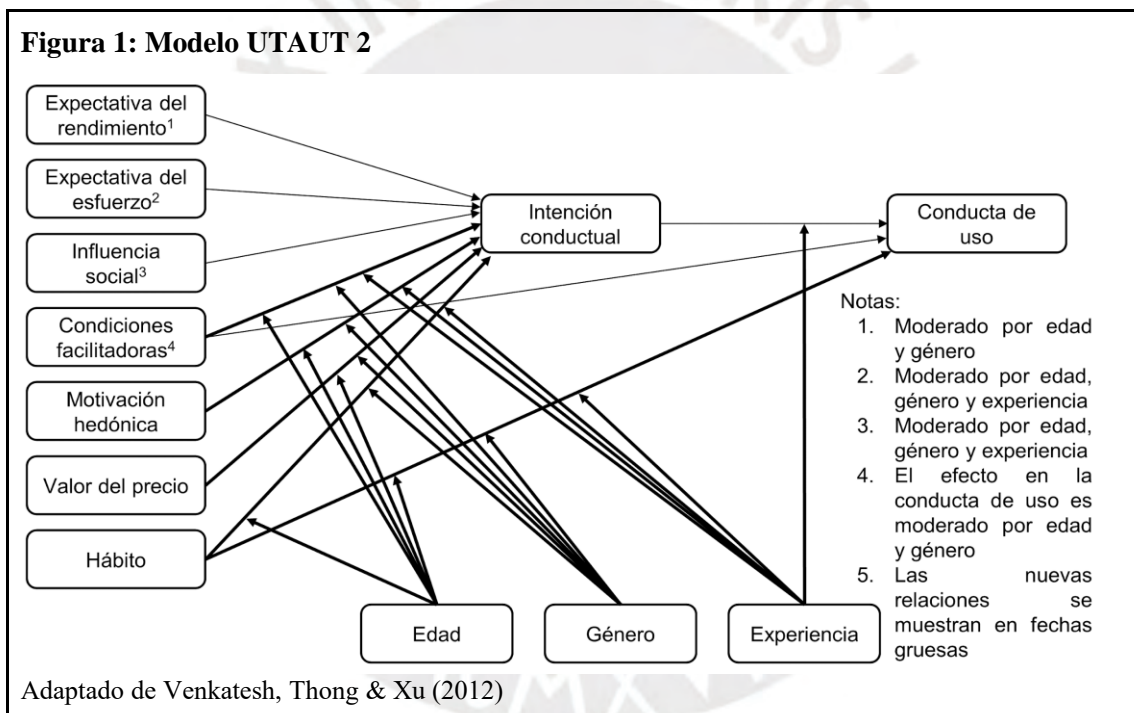 Figura 1: Modelo UTAUT 2
Expectativa del
rendimiento¹
Expectativa del
esfuerzo²
Influencia
social³
Condiciones
facilitadoras⁴
Motivación
hedónica
Valor del precio
Hábito
Intención
conductual
Conducta de
uso
Edad
Género
Experiencia
Notas:
1. Moderado por edad
y género
2. Moderado por edad,
género y experiencia
3. Moderado por edad,
género y experiencia
4. El efecto en la
conducta de uso es
moderado por edad
y género
5. Las nuevas
relaciones se
muestran en fechas
gruesas
Adaptado de Venkatesh, Thong & Xu (2012)